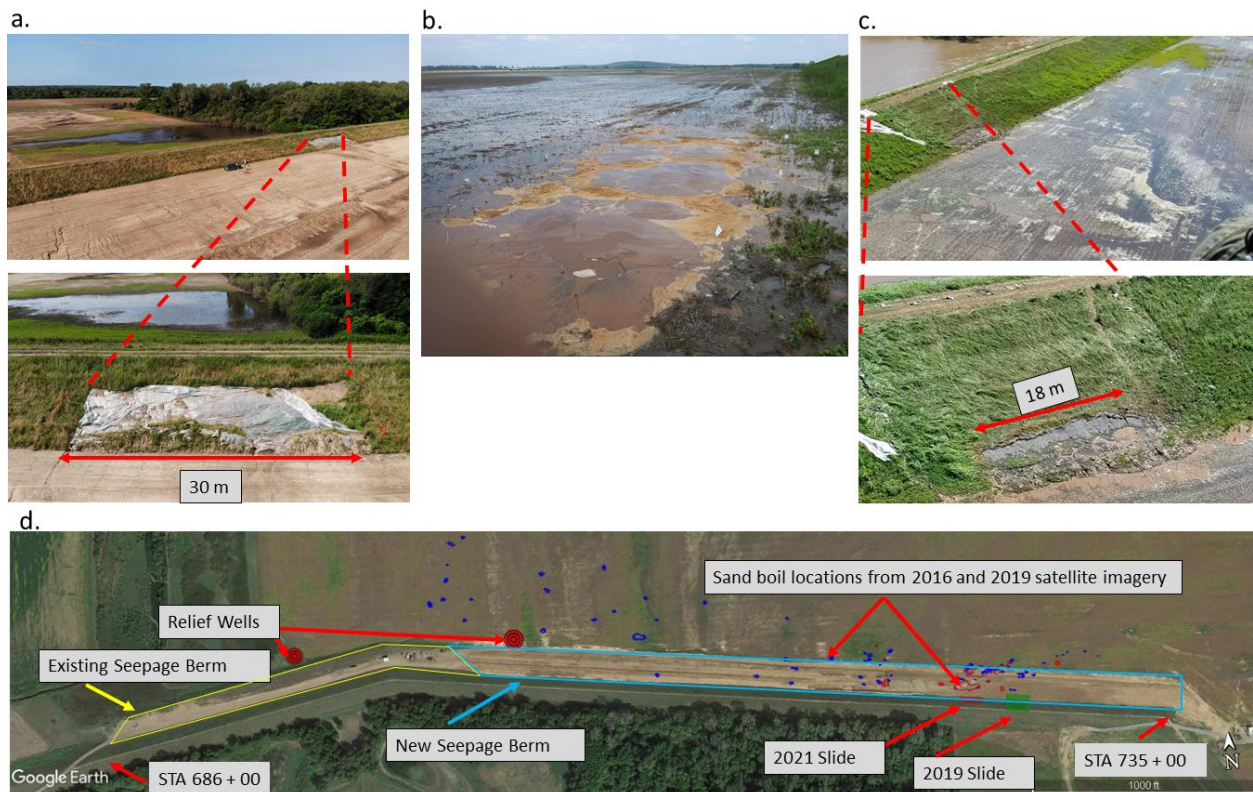 a.
b.
c.
30 m
18 m
d.
Sand boil locations from 2016 and 2019 satellite imagery
Relief Wells
Existing Seepage Berm
New Seepage Berm
2021 Slide
2019 Slide
STA 735 + 00
STA 686 + 00
Google Earth
N
1000 ft